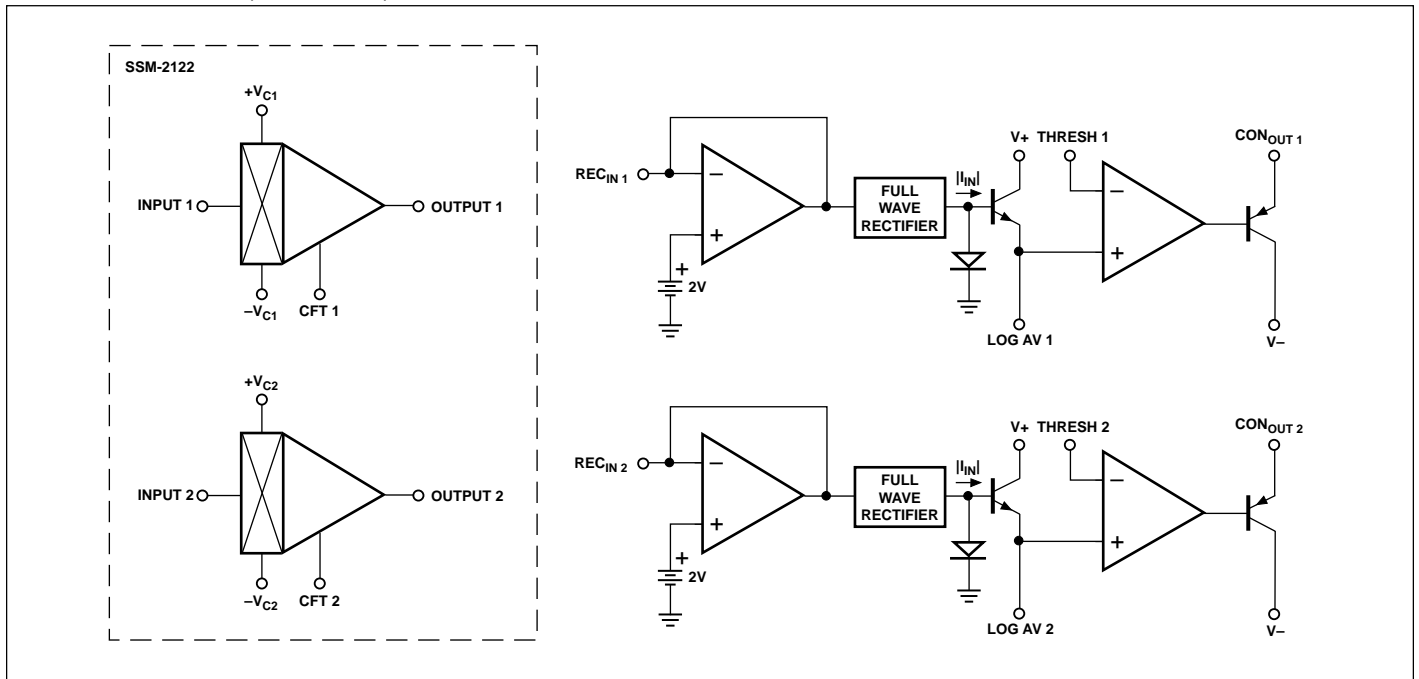 SSM-2122
+VC1
INPUT 1
OUTPUT 1
–VC1
CFT 1
+VC2
INPUT 2
OUTPUT 2
–VC2
CFT 2
RECIN 1
–
+
+
2V
FULL
WAVE
RECTIFIER
|IIN|
V+
THRESH 1
–
+
LOG AV 1
CONOUT 1
V–
RECIN 2
–
+
+
2V
FULL
WAVE
RECTIFIER
|IIN|
V+
THRESH 2
–
+
LOG AV 2
CONOUT 2
V–